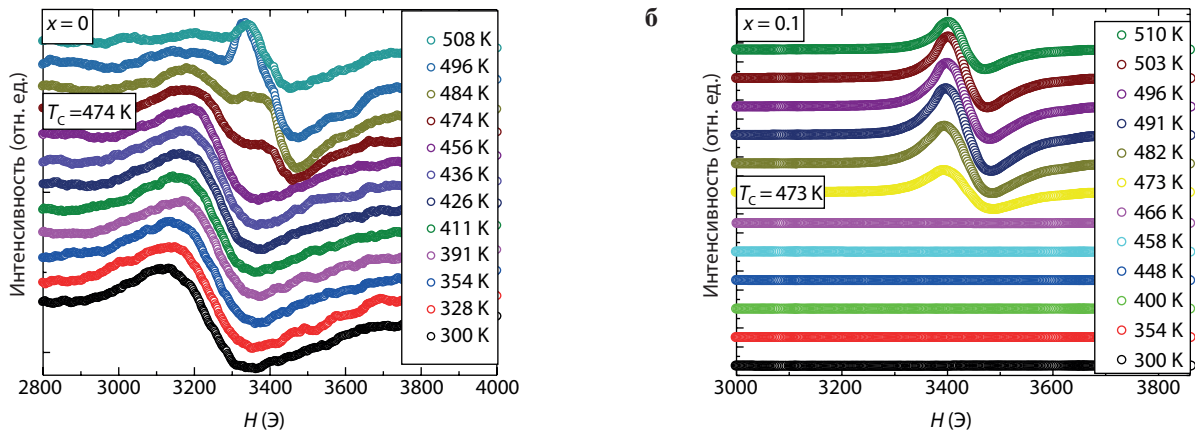 x = 0
508 K
496 K
484 K
474 K
456 K
436 K
426 K
411 K
391 K
354 K
328 K
300 K
T_C = 474 K
Интенсивность (отн. ед.)
2800 3000 3200 3400 3600 3800 4000
H (Э)
б
x = 0.1
510 K
503 K
496 K
491 K
482 K
473 K
466 K
458 K
448 K
400 K
354 K
300 K
T_C = 473 K
Интенсивность (отн. ед.)
3000 3200 3400 3600 3800
H (Э)